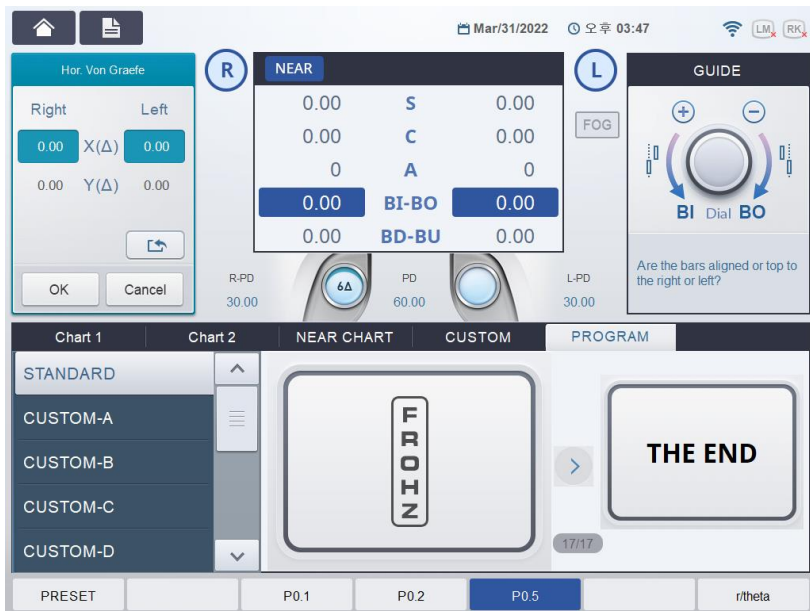 Mar/31/2022 오후 03:47 LM RK
Hor. Von Graefe
Right Left
0.00 X(Δ) 0.00
0.00 Y(Δ) 0.00
OK Cancel
R
NEAR
L
0.00 S 0.00
0.00 C 0.00
0 A 0
0.00 BI-BO 0.00
0.00 BD-BU 0.00
FOG
R-PD
30.00
6Δ
PD
60.00
L-PD
30.00
GUIDE
BI Dial BO
Are the bars aligned or top to
the right or left?
Chart 1 Chart 2 NEAR CHART CUSTOM PROGRAM
STANDARD
CUSTOM-A
CUSTOM-B
CUSTOM-C
CUSTOM-D
F
R
O
H
Z
THE END
17/17
PRESET P0.1 P0.2 P0.5 r/theta